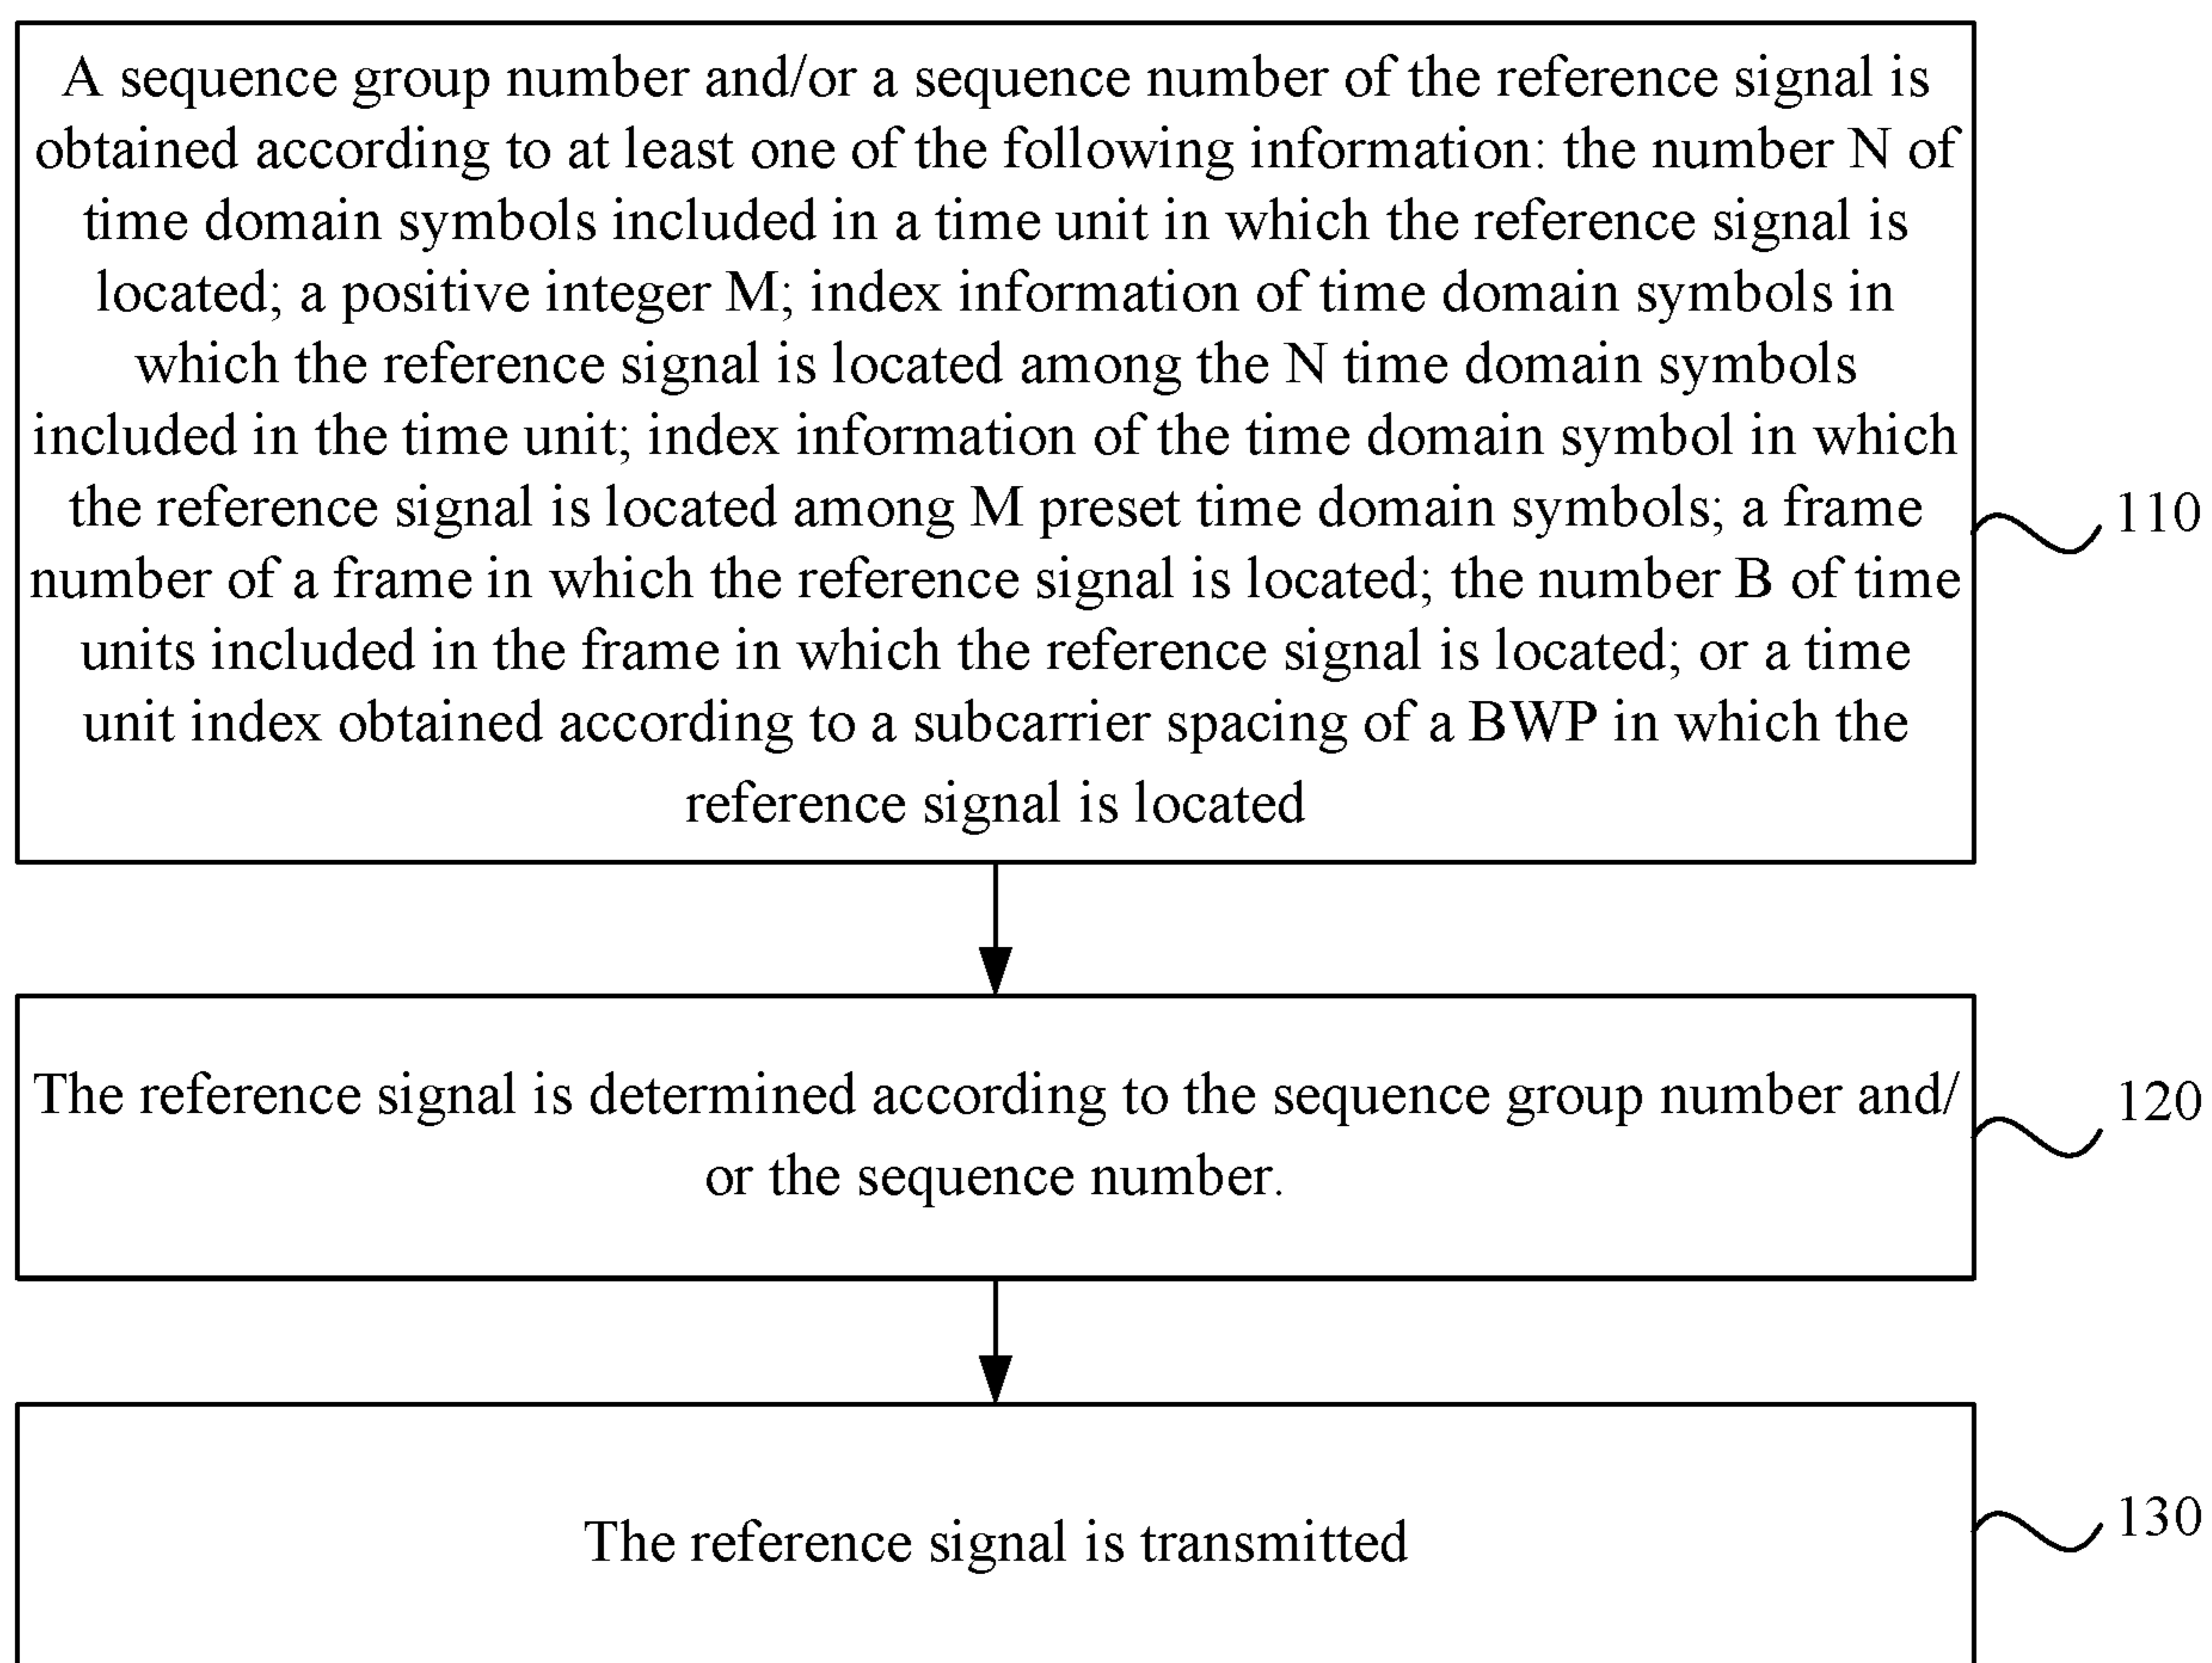 A sequence group number and/or a sequence number of the reference signal is
obtained according to at least one of the following information: the number N of
time domain symbols included in a time unit in which the reference signal is
located; a positive integer M; index information of time domain symbols in
which the reference signal is located among the N time domain symbols
included in the time unit; index information of the time domain symbol in which
the reference signal is located among M preset time domain symbols; a frame
number of a frame in which the reference signal is located; the number B of time
units included in the frame in which the reference signal is located; or a time
unit index obtained according to a subcarrier spacing of a BWP in which the
reference signal is located
110
The reference signal is determined according to the sequence group number and/
or the sequence number.
120
The reference signal is transmitted
130